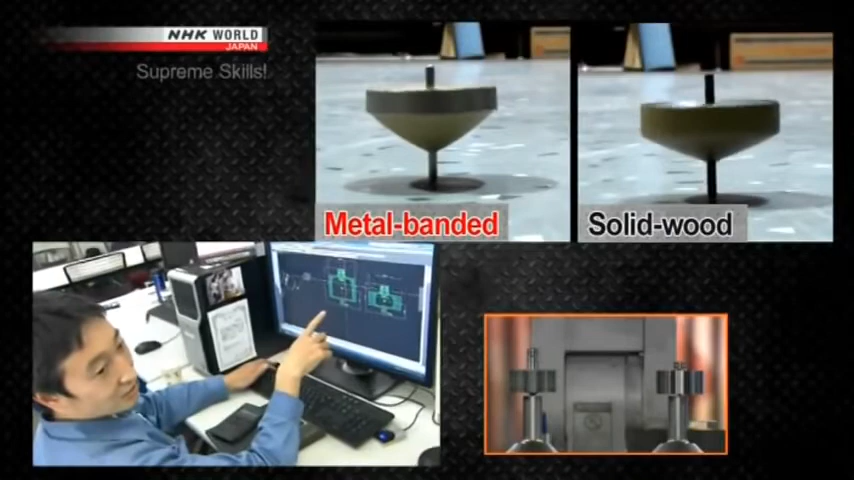 NHK WORLD
JAPAN
Supreme Skills!
Metal-banded
Solid-wood